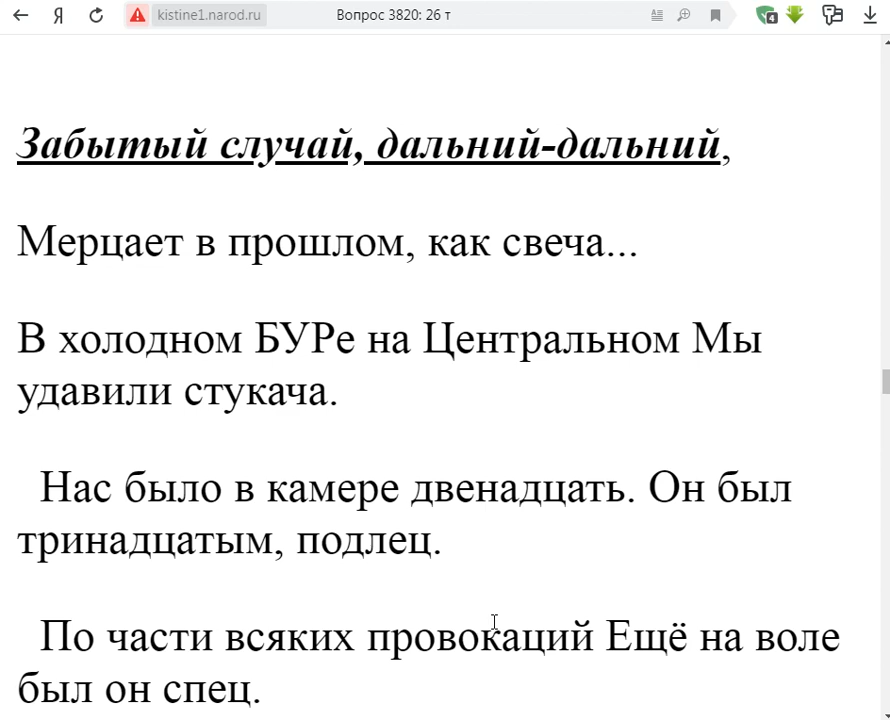 Я
kistine1.narod.ru
Вопрос 3820: 26 т
4
Забытый случай, дальний-дальний,
Мерцает в прошлом, как свеча...
В холодном БУРе на Центральном Мы
удавили стукача.
Нас было в камере двенадцать. Он был
тринадцатым, подлец.
По части всяких провокаций Ещё на воле
был он спец.